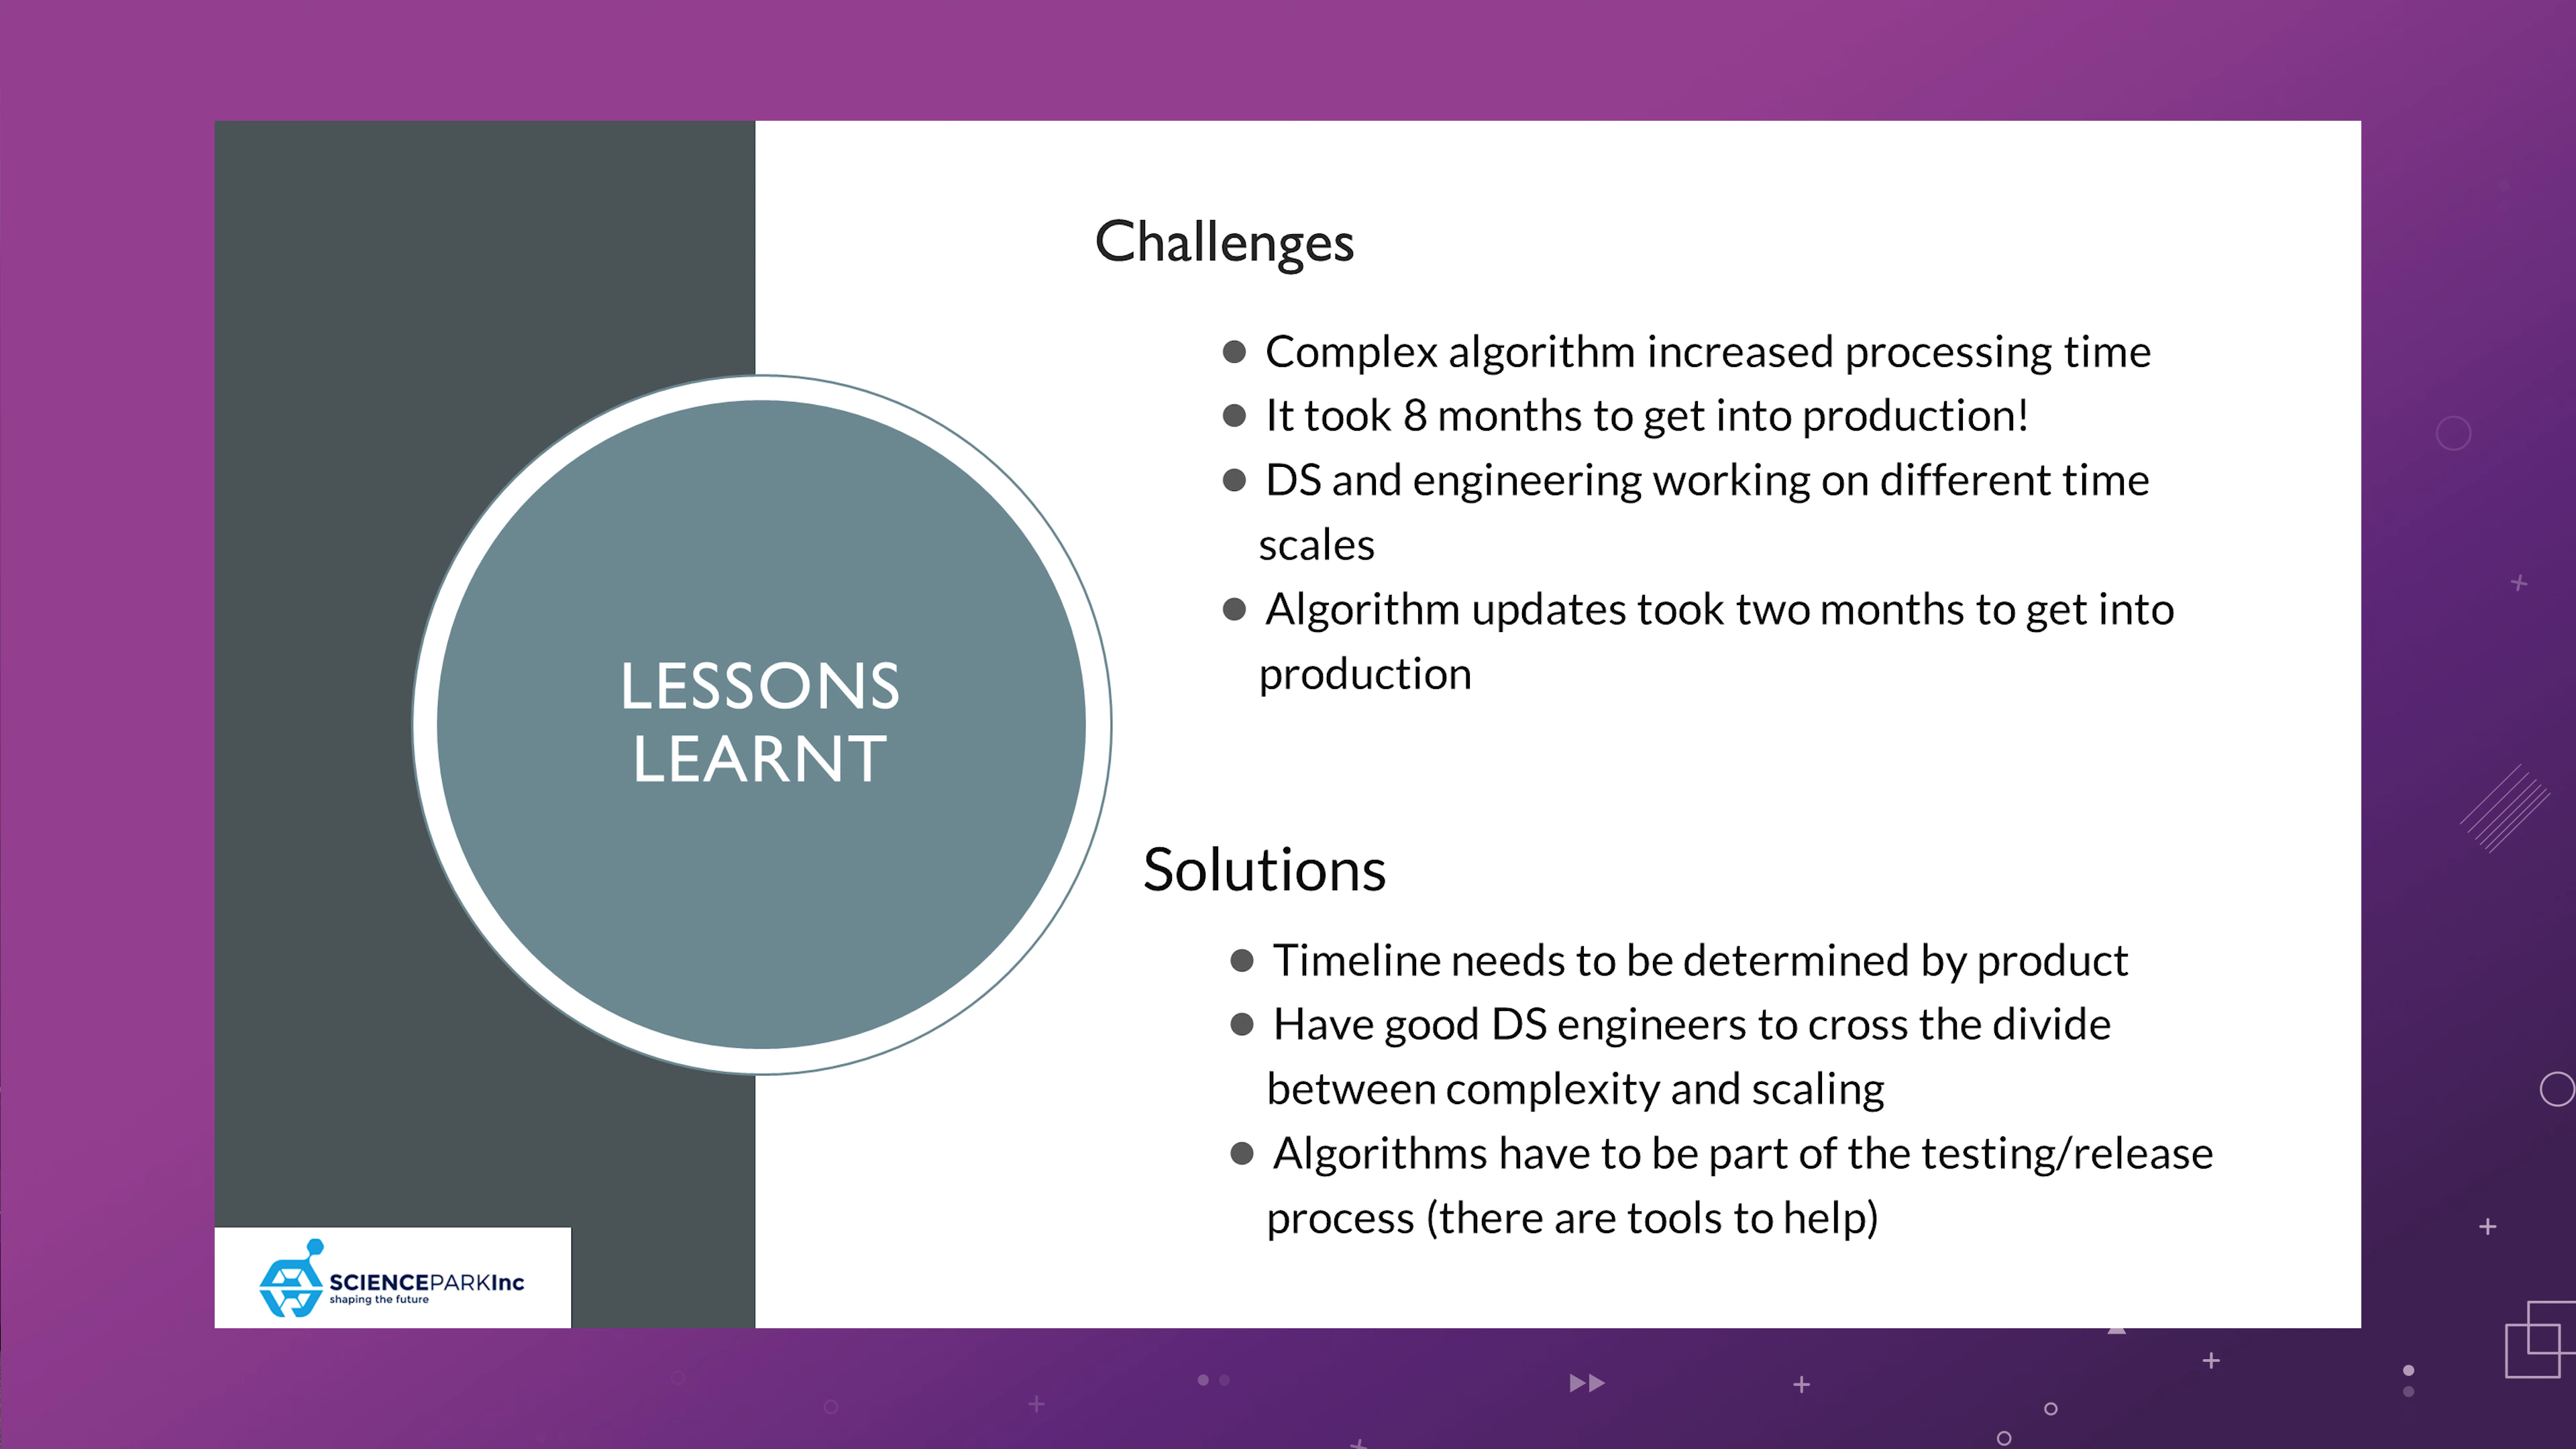 LESSONS
LEARNT
Challenges
● Complex algorithm increased processing time
● It took 8 months to get into production!
● DS and engineering working on different time
scales
● Algorithm updates took two months to get into
production
Solutions
● Timeline needs to be determined by product
● Have good DS engineers to cross the divide
between complexity and scaling
● Algorithms have to be part of the testing/release
process (there are tools to help)
SCIENCEPARKInc
shaping the future